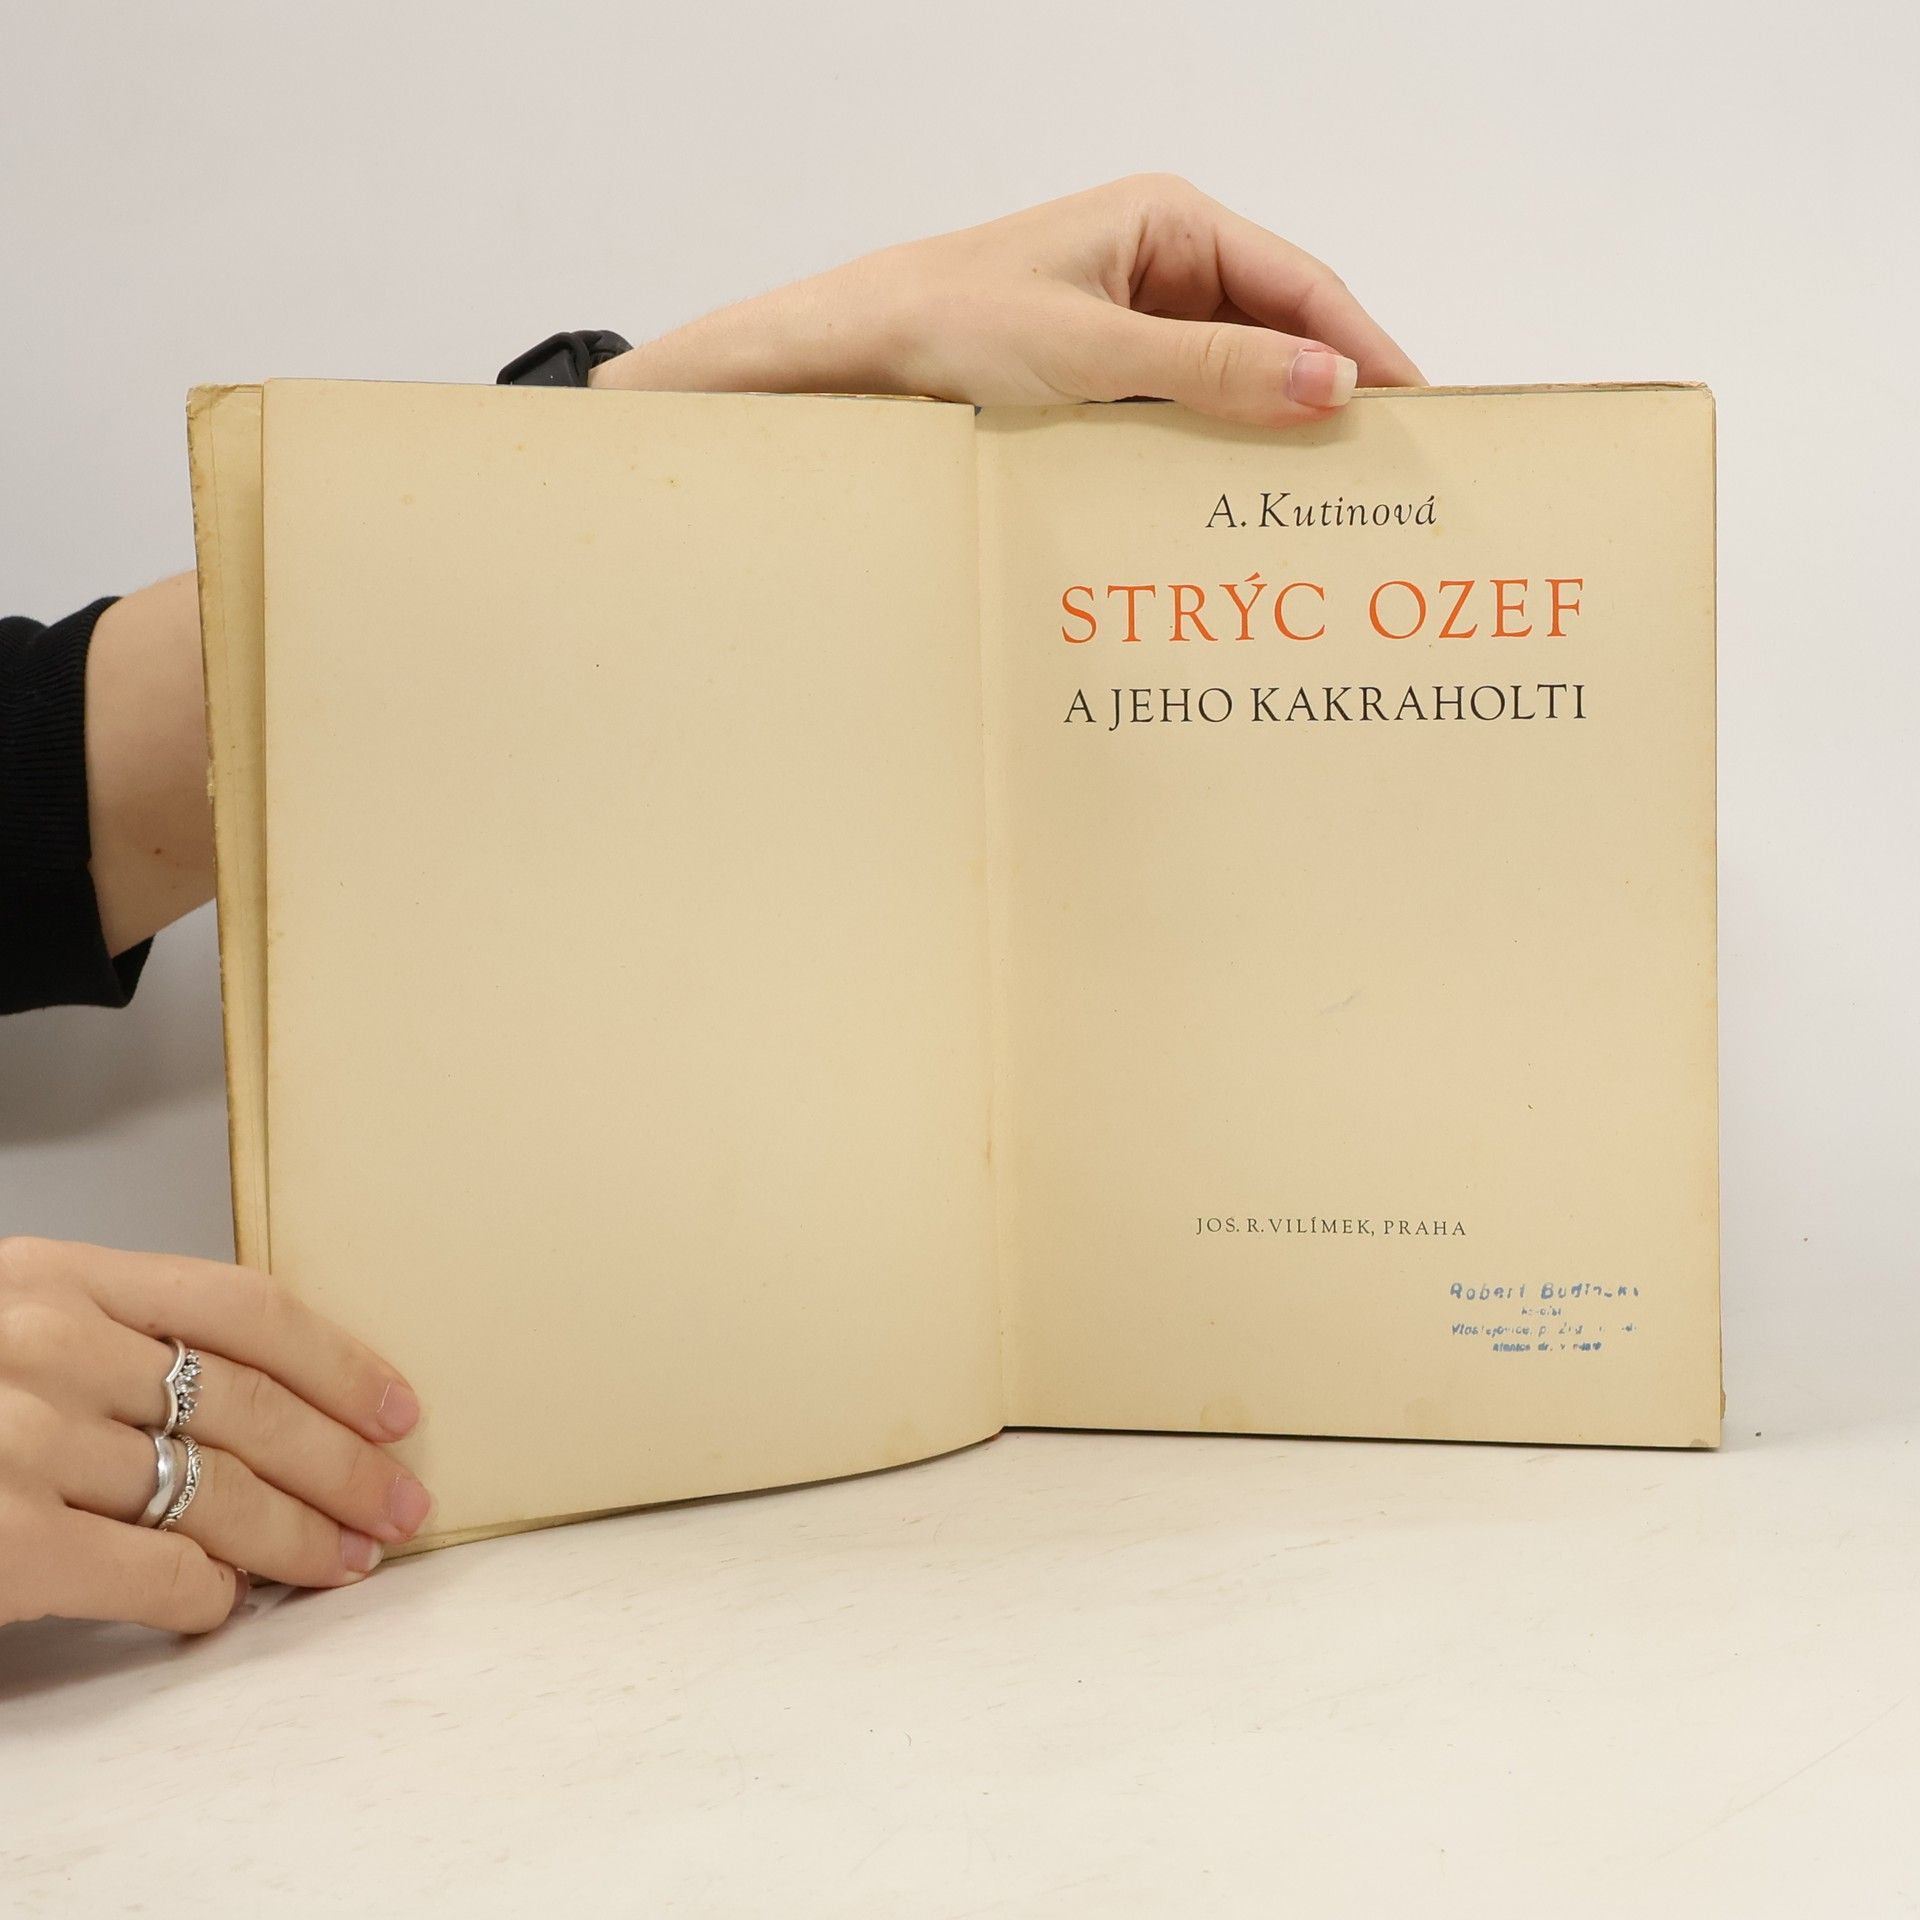 A. Kutinová
STRÝC OZEF
A JEHO KAKRAHOLTI
JOS. R. VILÍMEK, PRAHA
Robert